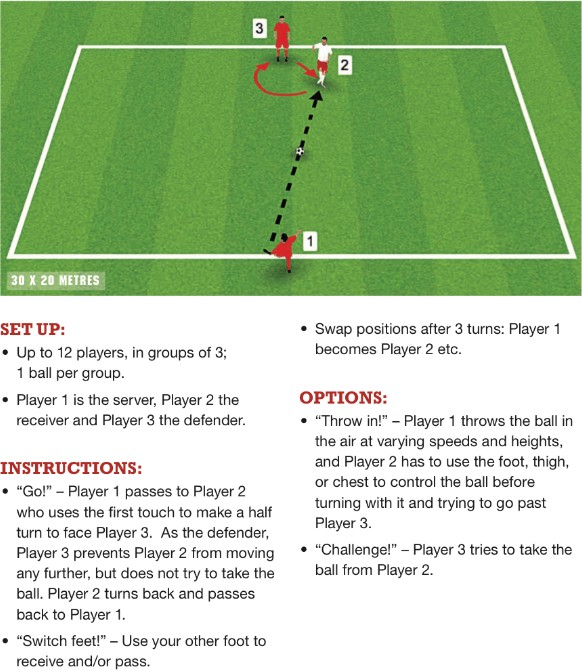 3
2
1
30 X 20 METRES
SET UP:
• Up to 12 players, in groups of 3;
1 ball per group.
• Player 1 is the server, Player 2 the
receiver and Player 3 the defender.
INSTRUCTIONS:
• “Go!” – Player 1 passes to Player 2
who uses the first touch to make a half
turn to face Player 3.  As the defender,
Player 3 prevents Player 2 from moving
any further, but does not try to take the
ball. Player 2 turns back and passes
back to Player 1.
• “Switch feet!” – Use your other foot to
receive and/or pass.
• Swap positions after 3 turns: Player 1
becomes Player 2 etc.
OPTIONS:
• “Throw in!” – Player 1 throws the ball in
the air at varying speeds and heights,
and Player 2 has to use the foot, thigh,
or chest to control the ball before
turning with it and trying to go past
Player 3.
• “Challenge!” – Player 3 tries to take the
ball from Player 2.